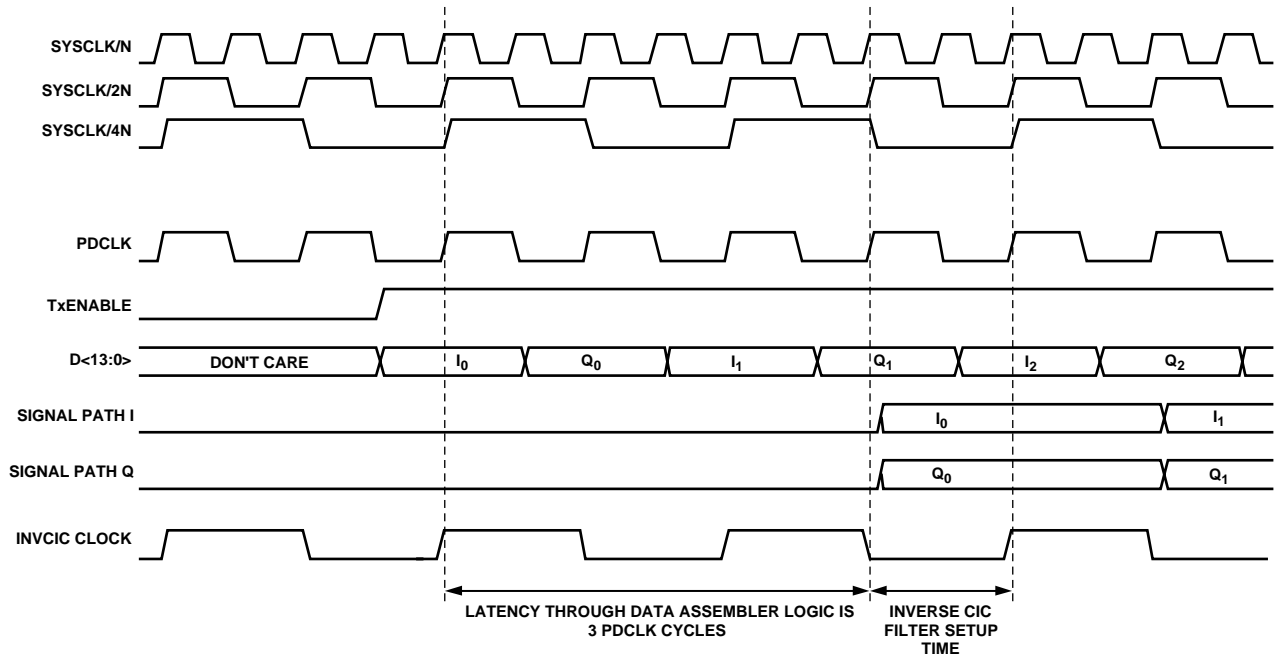 SYSCLK/N
SYSCLK/2N
SYSCLK/4N
PDCLK
TxENABLE
D<13:0> DON'T CARE I0 Q0 I1 Q1 I2 Q2
SIGNAL PATH I I0 I1
SIGNAL PATH Q Q0 Q1
INVCIC CLOCK
LATENCY THROUGH DATA ASSEMBLER LOGIC IS
3 PDCLK CYCLES
INVERSE CIC
FILTER SETUP
TIME